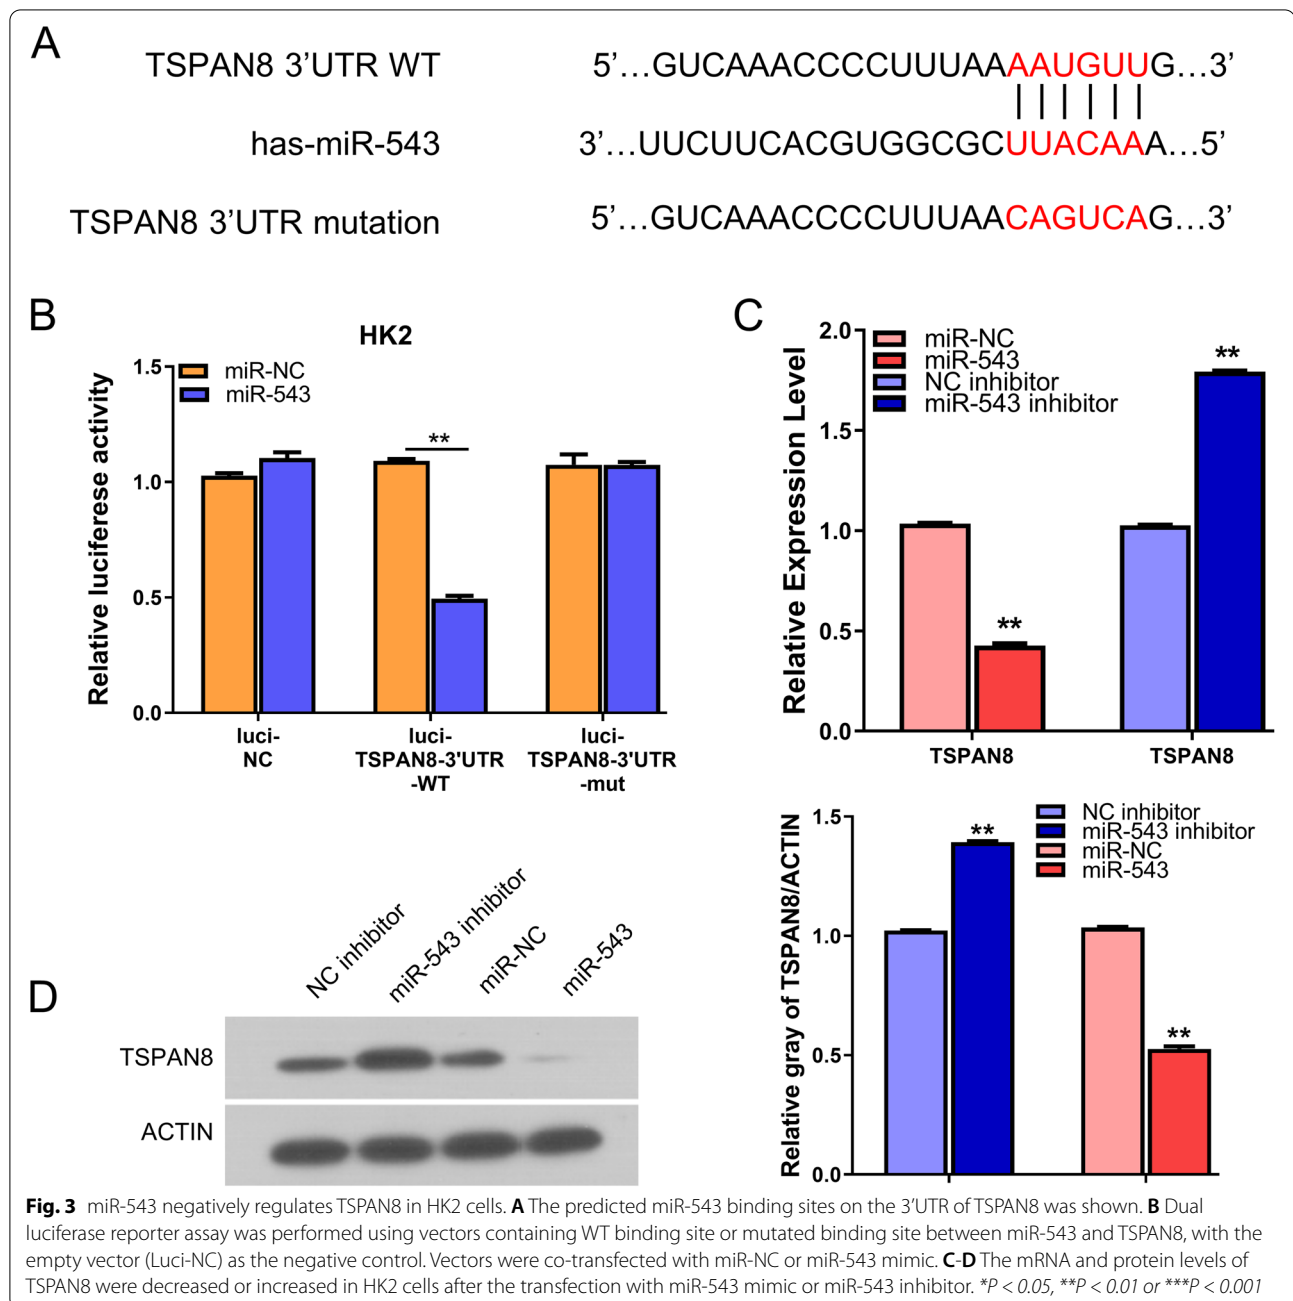 A
TSPAN8 3’UTR WT 5’…GUCAAACCCCUUUAAAAUGUUG…3’
has-miR-543 3’…UUCUUCACGUGGCGCUUACAAA…5’
TSPAN8 3’UTR mutation 5’…GUCAAACCCCUUUAACAGUCAG…3’
B
HK2
miR-NC
miR-543
Relative luciferese activity
1.5
1.0
0.5
0.0
**
luci-
NC
luci-
TSPAN8-3'UTR
-WT
luci-
TSPAN8-3'UTR
-mut
C
miR-NC
miR-543
NC inhibitor
miR-543 inhibitor
Relative Expression Level
2.0
1.5
1.0
0.5
0.0
**
**
TSPAN8
TSPAN8
D
NC inhibitor
miR-543 inhibitor
miR-NC
miR-543
TSPAN8
ACTIN
NC inhibitor
miR-543 inhibitor
miR-NC
miR-543
Relative gray of TSPAN8/ACTIN
1.5
1.0
0.5
0.0
**
**
Fig. 3 miR-543 negatively regulates TSPAN8 in HK2 cells. A The predicted miR-543 binding sites on the 3’UTR of TSPAN8 was shown. B Dual
luciferase reporter assay was performed using vectors containing WT binding site or mutated binding site between miR-543 and TSPAN8, with the
empty vector (Luci-NC) as the negative control. Vectors were co-transfected with miR-NC or miR-543 mimic. C-D The mRNA and protein levels of
TSPAN8 were decreased or increased in HK2 cells after the transfection with miR-543 mimic or miR-543 inhibitor. *P < 0.05, **P < 0.01 or ***P < 0.001